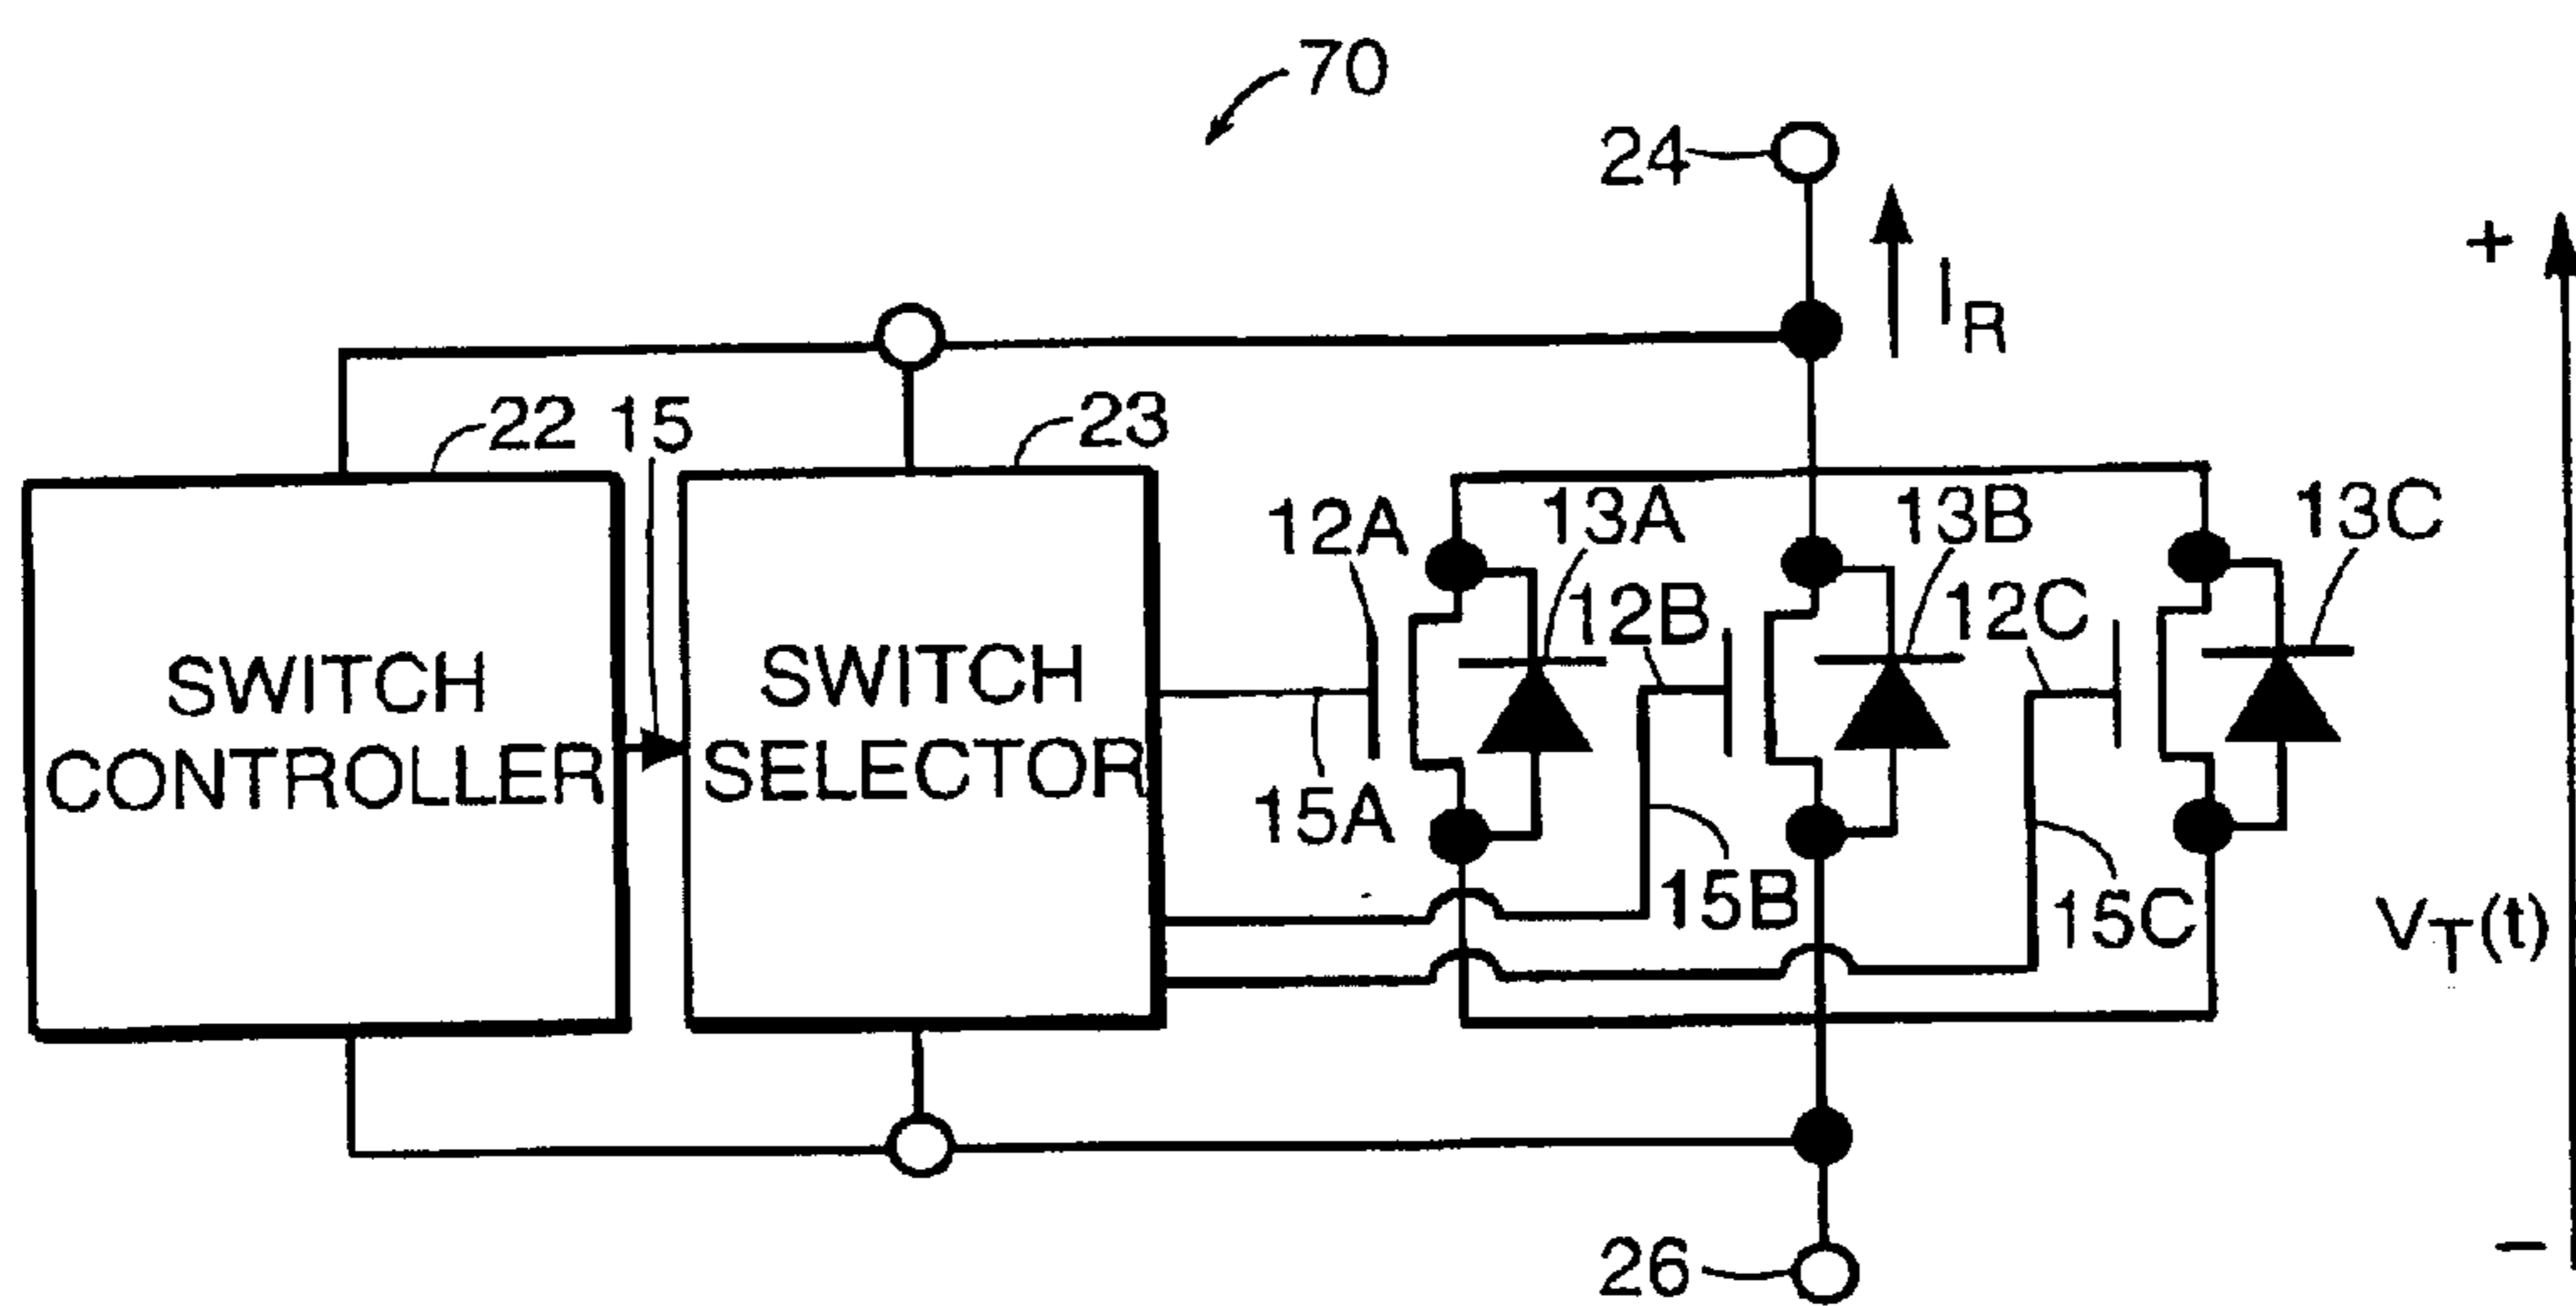 70
24
+
I_R
22 15
23
12A
13A
13B
13C
12B
12C
SWITCH
CONTROLLER
SWITCH
SELECTOR
15A
15B
15C
V_T(t)
−
26